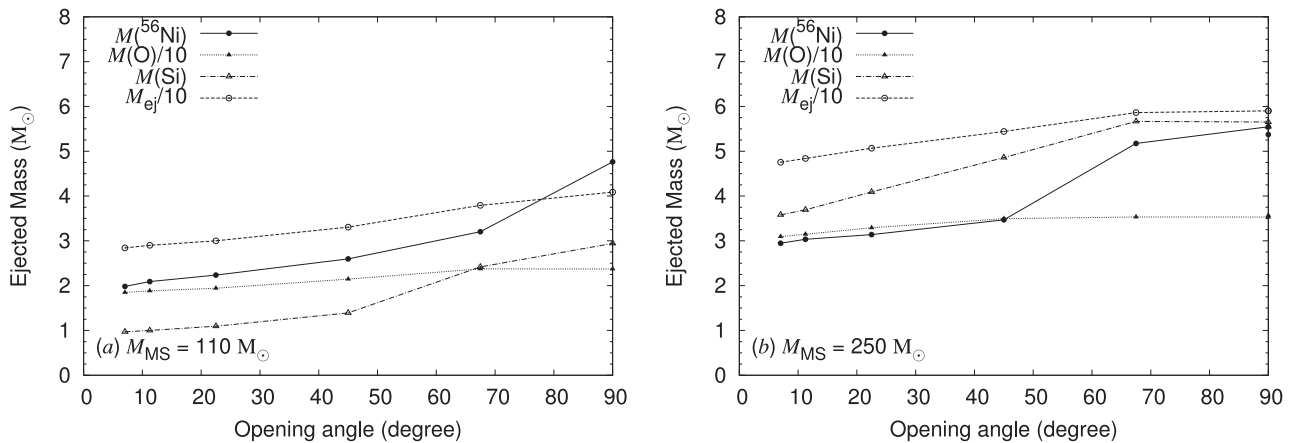 8
7
6
5
4
3
2
1
0
Ejected Mass (M☉)
M(⁵⁶Ni)
M(O)/10
M(Si)
Mej/10
(a) MMS = 110 M☉
0 10 20 30 40 50 60 70 80 90
Opening angle (degree)
8
7
6
5
4
3
2
1
0
Ejected Mass (M☉)
M(⁵⁶Ni)
M(O)/10
M(Si)
Mej/10
(b) MMS = 250 M☉
0 10 20 30 40 50 60 70 80 90
Opening angle (degree)